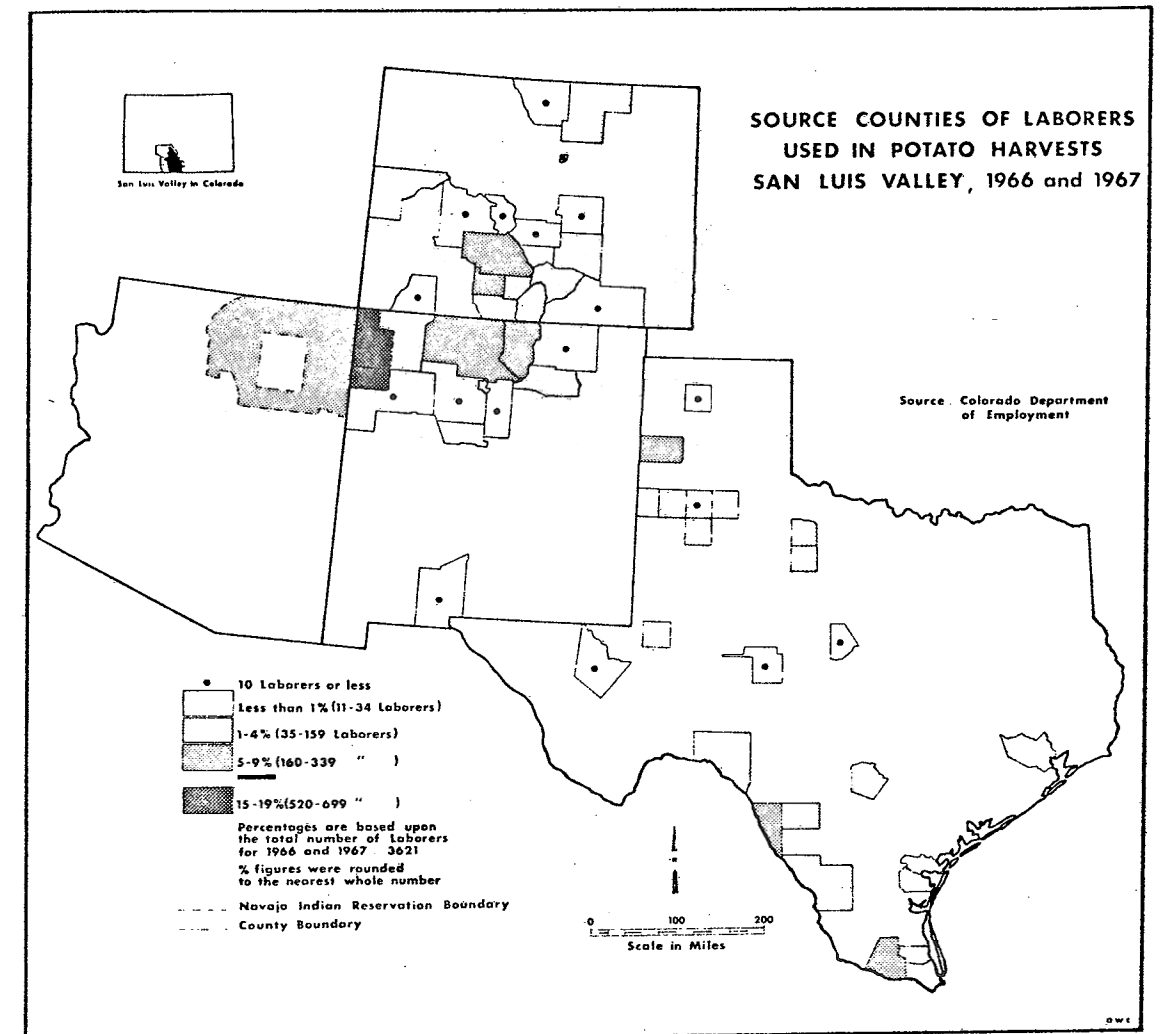 SOURCE COUNTIES OF LABORERS
USED IN POTATO HARVESTS
SAN LUIS VALLEY, 1966 and 1967
San Luis Valley in Colorado
Source. Colorado Department
of Employment
10 Laborers or less
Less than 1% (11-34 Laborers)
1-4% (35-159 Laborers)
5-9% (160-339 " )
15-19% (520-699 " )
Percentages are based upon
the total number of Laborers
for 1966 and 1967 3621
% figures were rounded
to the nearest whole number
Navajo Indian Reservation Boundary
County Boundary
0 100 200
Scale in Miles